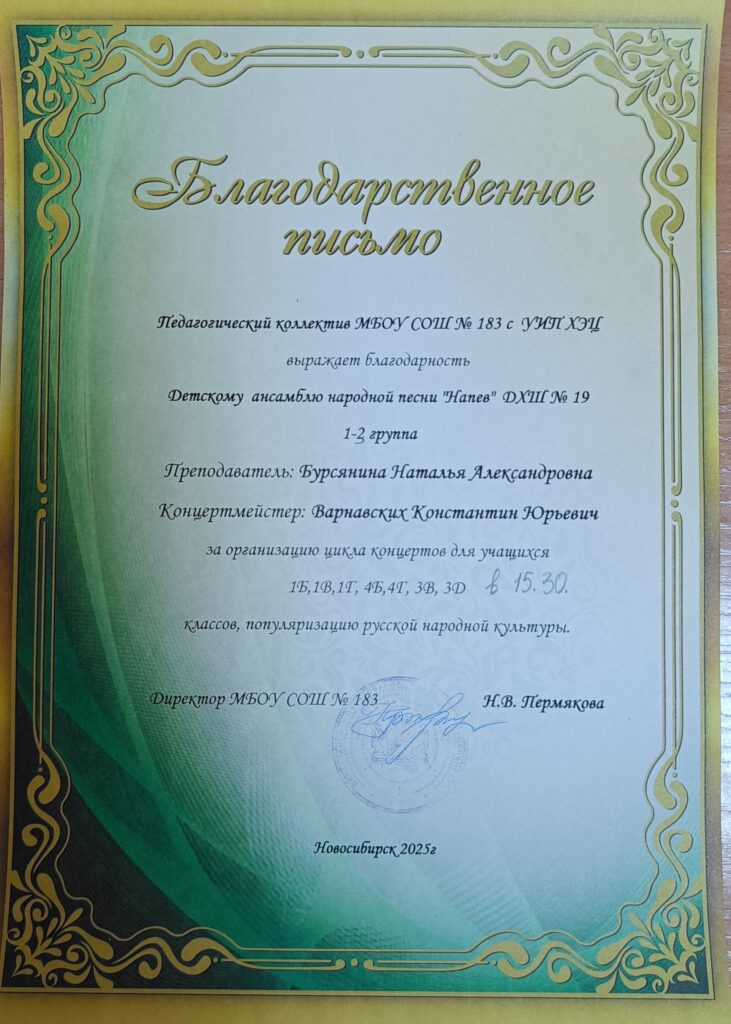 Благодарственное
письмо
Педагогический коллектив МБОУ СОШ № 183 с УИП ХЭЦ
выражает благодарность
Детскому ансамблю народной песни "Напев" ДХШ № 19
1-2 группа
Преподаватель: Бурсянина Наталья Александровна
Концертмейстер: Варнавских Константин Юрьевич
за организацию цикла концертов для учащихся
1Б,1В,1Г, 4Б,4Г, 3В, 3D в 15.30.
классов, популяризацию русской народной культуры.
Директор МБОУ СОШ № 183 Н.В. Пермякова
Новосибирск 2025г